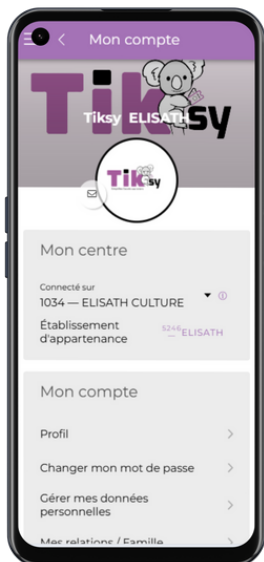 Mon compte
Tiksy
Tiksy ELISATH
Tiksy
Mon centre
Connecté sur
1034 — ELISATH CULTURE
Établissement
d'appartenance
5246
— ELISATH
Mon compte
Profil
Changer mon mot de passe
Gérer mes données
personnelles
Mes relations / Famille